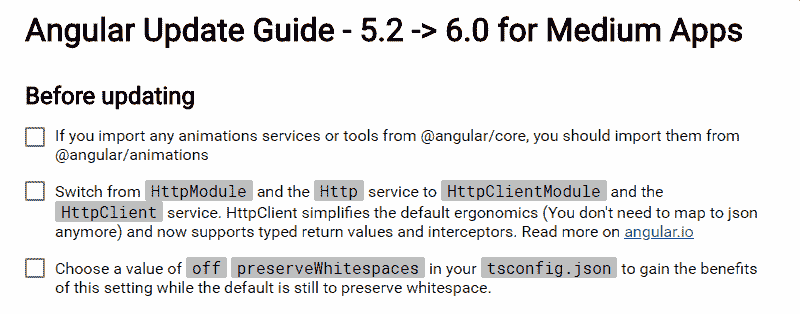 Angular Update Guide - 5.2 -> 6.0 for Medium Apps
Before updating
If you import any animations services or tools from @angular/core, you should import them from
@angular/animations
Switch from HttpModule and the Http service to HttpClientModule and the
HttpClient service. HttpClient simplifies the default ergonomics (You don't need to map to json
anymore) and now supports typed return values and interceptors. Read more on angular.io
Choose a value of off preserveWhitespaces in your tsconfig.json to gain the benefits
of this setting while the default is still to preserve whitespace.